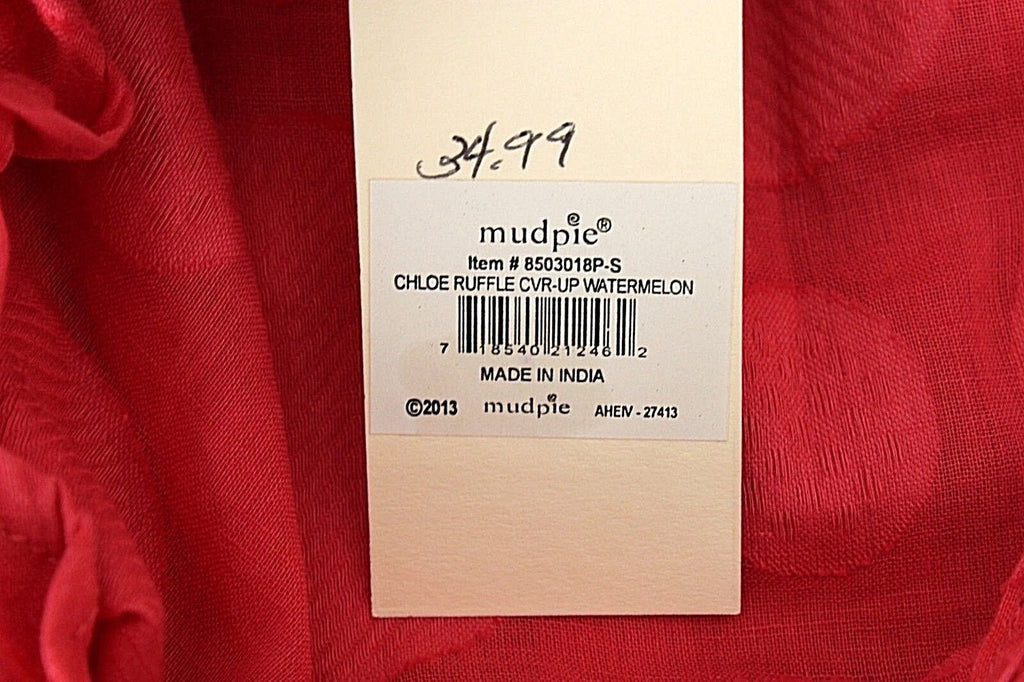 34.99
mudpie®
Item # 8503018P-S
CHLOE RUFFLE CVR-UP WATERMELON
7 18540 21246 2
MADE IN INDIA
©2013 mudpie AHEIV - 27413